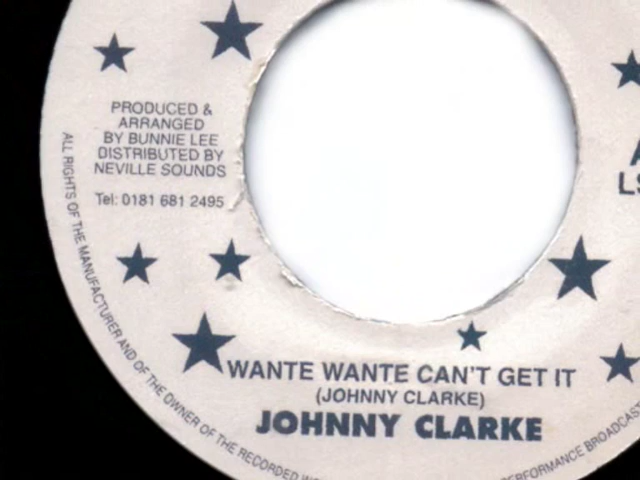 PRODUCED &
ARRANGED
BY BUNNIE LEE
DISTRIBUTED BY
NEVILLE SOUNDS
Tel: 0181 681 2495
A
LS
WANTE WANTE CAN'T GET IT
(JOHNNY CLARKE)
JOHNNY CLARKE
ALL RIGHTS OF THE MANUFACTURER AND OF THE OWNER OF THE RECORDED
PERFORMANCE BROADCAST